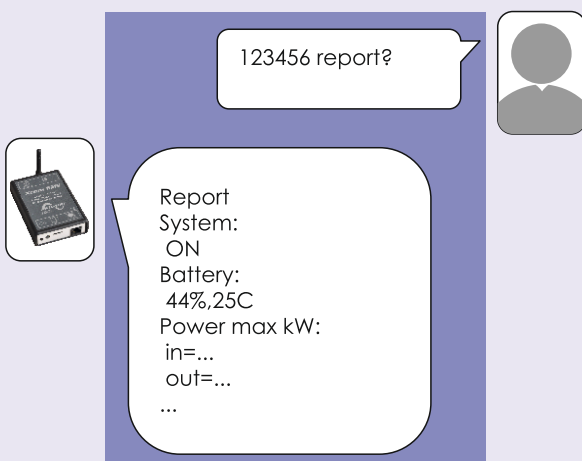 123456 report?
Report
System:
ON
Battery:
44%,25C
Power max kW:
in=...
out=...
...